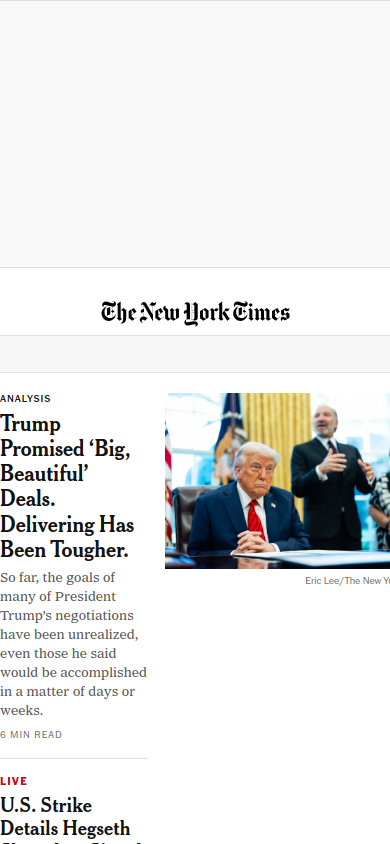 The New York Times
ANALYSIS
Trump
Promised ‘Big,
Beautiful’
Deals.
Delivering Has
Been Tougher.
So far, the goals of
many of President
Trump’s negotiations
have been unrealized,
even those he said
would be accomplished
in a matter of days or
weeks.
6 MIN READ
Eric Lee/The New Yo
LIVE
U.S. Strike
Details Hegseth